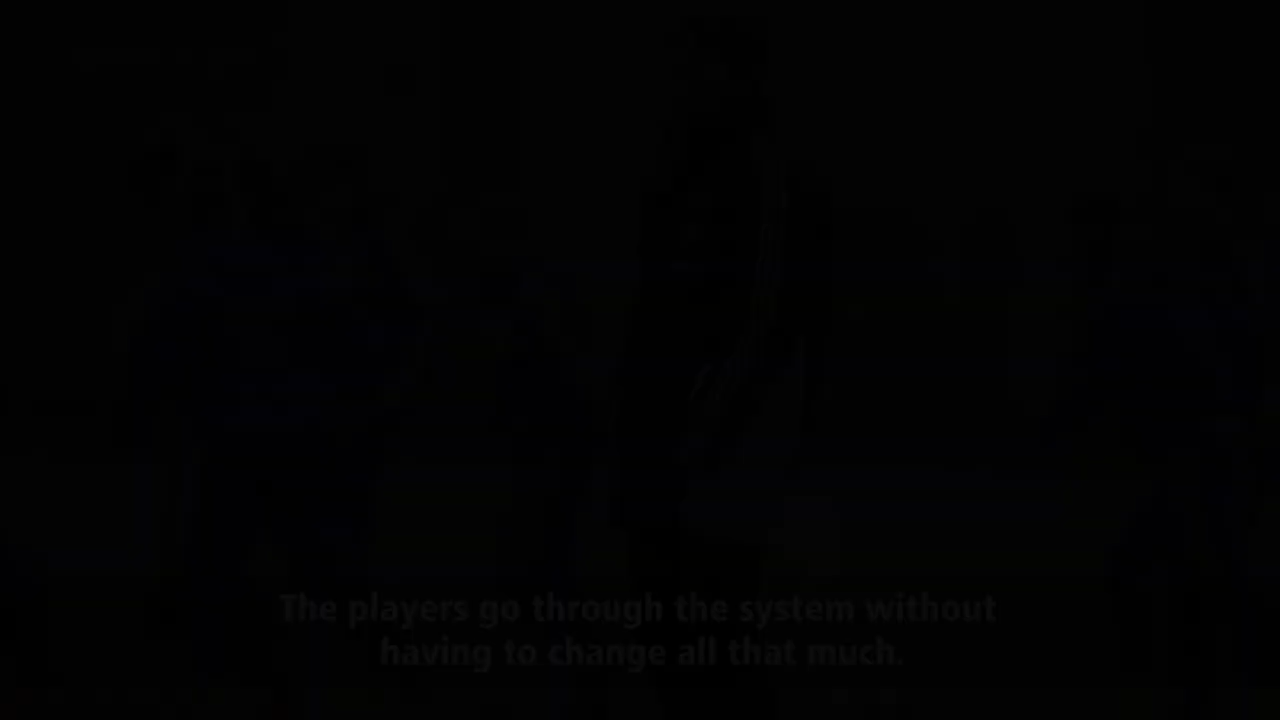 The players go through the system without
having to change all that much.